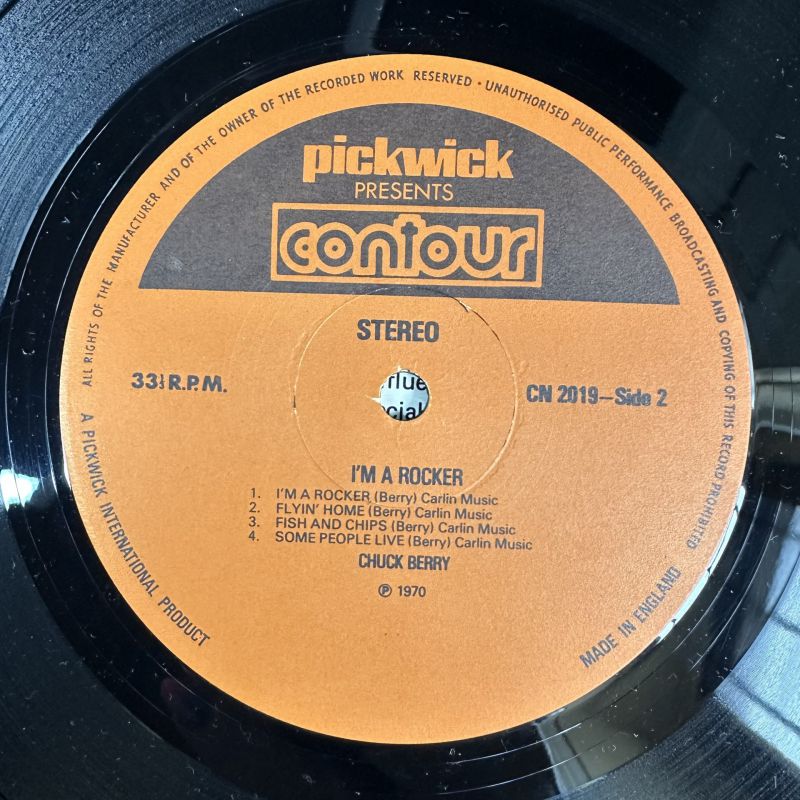 ALL RIGHTS OF THE MANUFACTURER AND OF THE OWNER OF THE RECORDED WORK RESERVED · UNAUTHORISED PUBLIC PERFORMANCE BROADCASTING AND COPYING OF THIS RECORD PROHIBITED
pickwick
PRESENTS
contour
STEREO
33⅓ R.P.M.
CN 2019—Side 2
I'M A ROCKER
1. I'M A ROCKER (Berry) Carlin Music
2. FLYIN' HOME (Berry) Carlin Music
3. FISH AND CHIPS (Berry) Carlin Music
4. SOME PEOPLE LIVE (Berry) Carlin Music
CHUCK BERRY
℗ 1970
A PICKWICK INTERNATIONAL PRODUCT
MADE IN ENGLAND